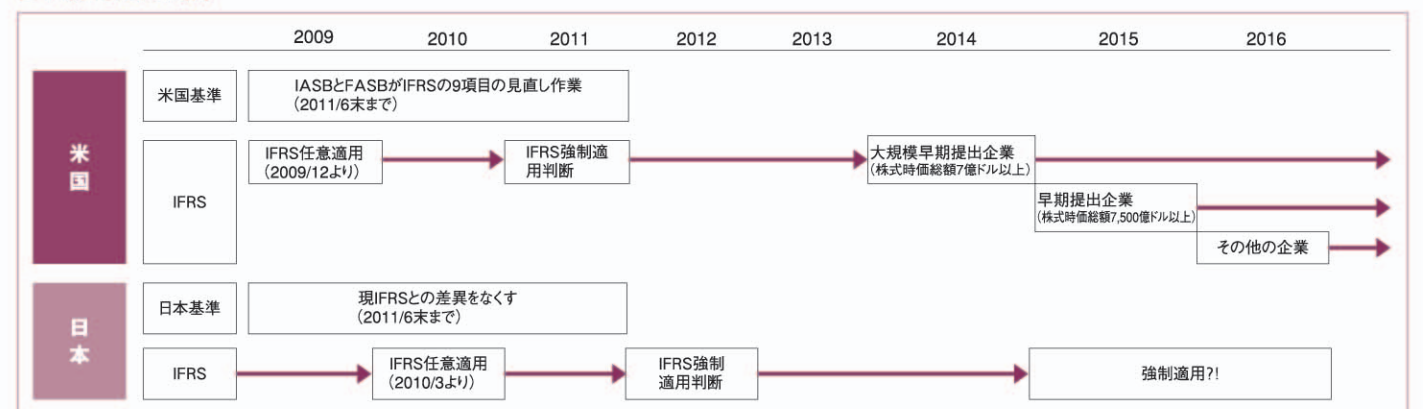 2009 2010 2011 2012 2013 2014 2015 2016
米国
米国基準
IASBとFASBがIFRSの9項目の見直し作業
(2011/6末まで)
IFRS
IFRS任意適用
(2009/12より)
IFRS強制適
用判断
大規模早期提出企業
(株式時価総額7億ドル以上)
早期提出企業
(株式時価総額7,500億ドル以上)
その他の企業
日本
日本基準
現IFRSとの差異をなくす
(2011/6末まで)
IFRS
IFRS任意適用
(2010/3より)
IFRS強制
適用判断
強制適用?!